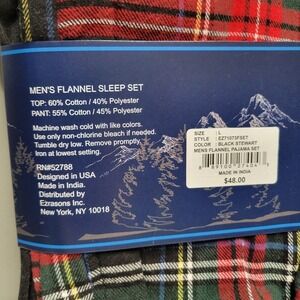 MEN'S FLANNEL SLEEP SET
TOP: 60% Cotton / 40% Polyester
PANT: 55% Cotton / 45% Polyester
Machine wash cold with like colors.
Use only non-chlorine bleach if needed.
Tumble dry low. Remove promptly.
Iron at lowest setting.
RN#52788
Designed in USA
Made in India.
Distributed by
Ezrasons Inc.
New York, NY 10018
SIZE : L
STYLE : EZ71073FSET
COLOR : BLACK STEWART
MENS FLANNEL PAJAMA SET
MADE IN INDIA
$48.00